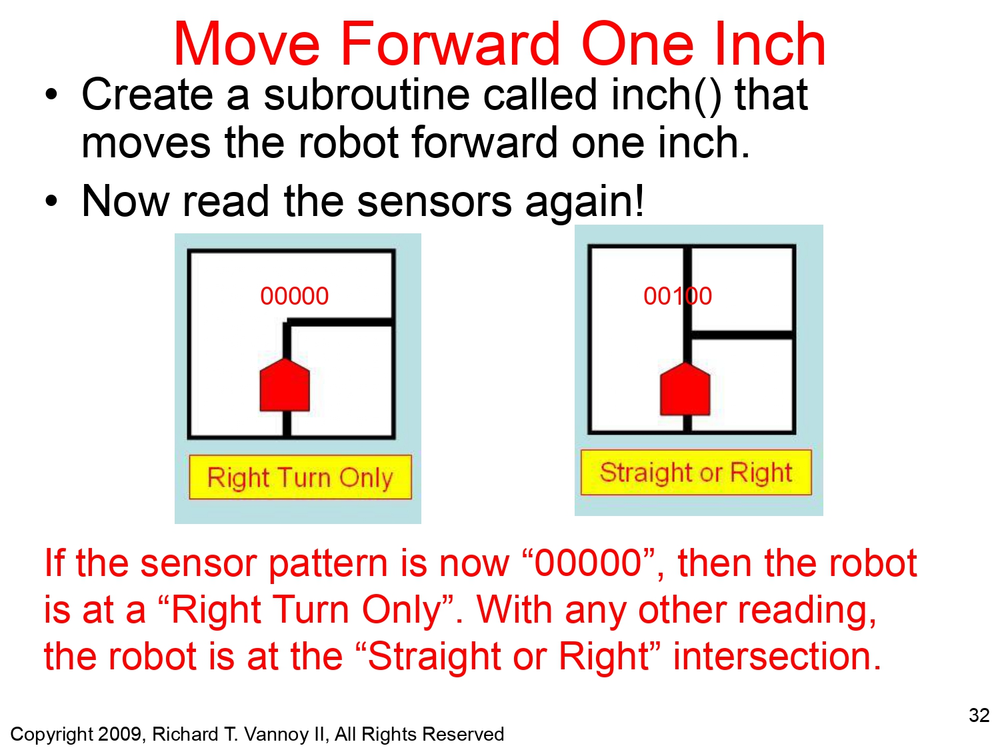 Move Forward One Inch
• Create a subroutine called inch() that
moves the robot forward one inch.
• Now read the sensors again!
00000
00100
Right Turn Only
Straight or Right
If the sensor pattern is now “00000”, then the robot
is at a “Right Turn Only”. With any other reading,
the robot is at the “Straight or Right” intersection.
32
Copyright 2009, Richard T. Vannoy II, All Rights Reserved